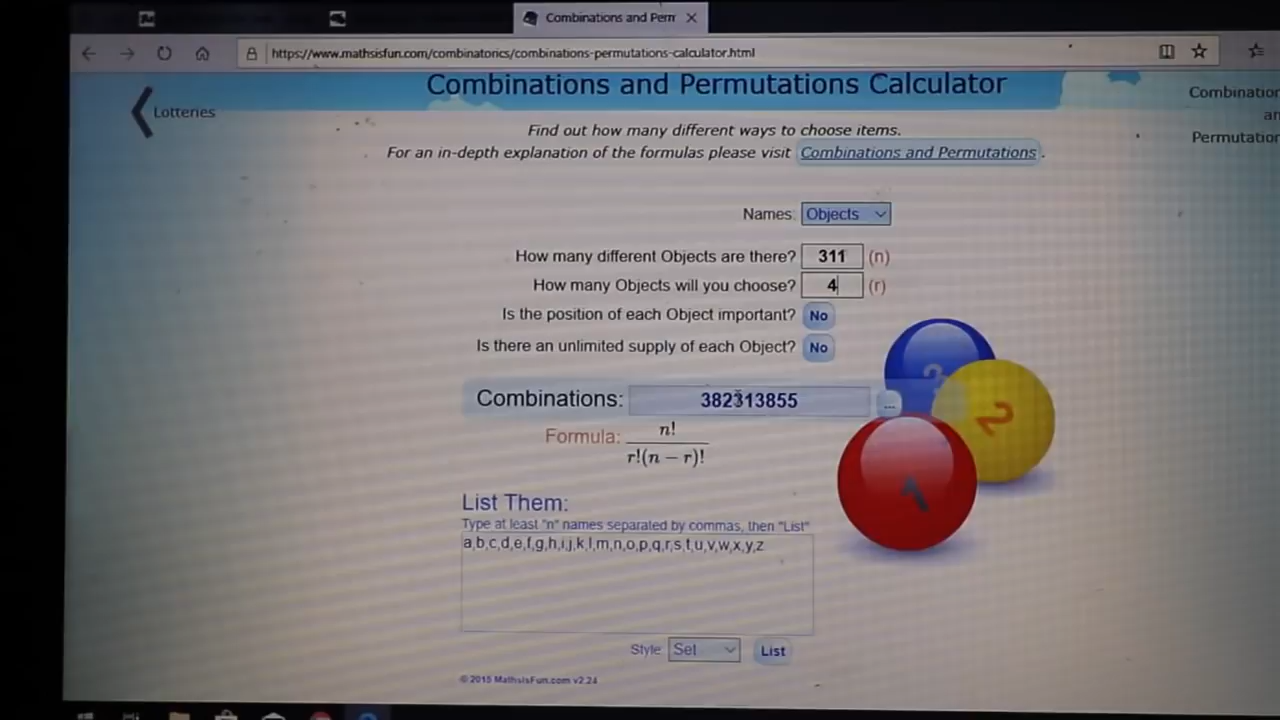 Combinations and Perm
https://www.mathsisfun.com/combinatorics/combinations-permutations-calculator.html
Combinations and Permutations Calculator
Lotteries
Combination
an
Permutation
Find out how many different ways to choose items.
For an in-depth explanation of the formulas please visit Combinations and Permutations.
Names: Objects
How many different Objects are there? 311 (n)
How many Objects will you choose? 4 (r)
Is the position of each Object important? No
Is there an unlimited supply of each Object? No
Combinations: 382313855 ...
Formula: n! / r!(n − r)!
3
2
1
List Them:
Type at least "n" names separated by commas, then "List"
a,b,c,d,e,f,g,h,i,j,k,l,m,n,o,p,q,r,s,t,u,v,w,x,y,z
Style Set List
© 2015 MathsIsFun.com v2.24